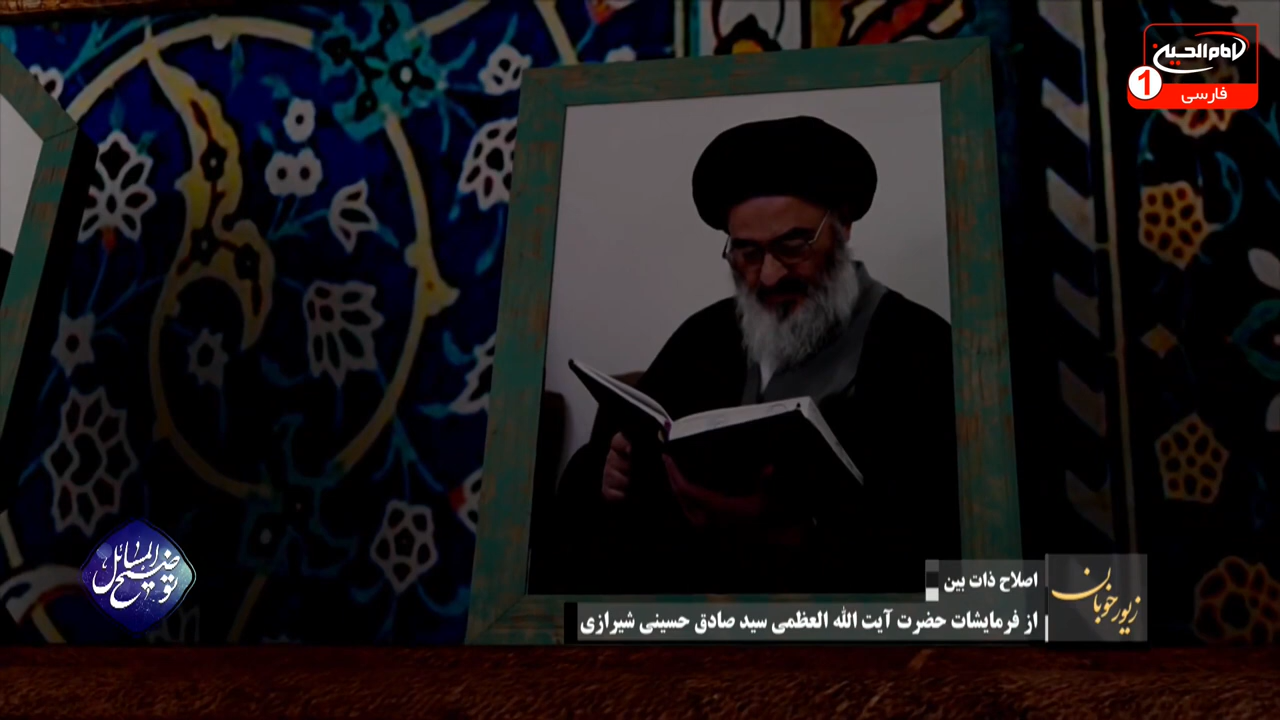 امام الحسین
1
فارسی
توضیح المسائل
زیور خوبان
اصلاح ذات بین
از فرمایشات حضرت آیت الله العظمی سید صادق حسینی شیرازی